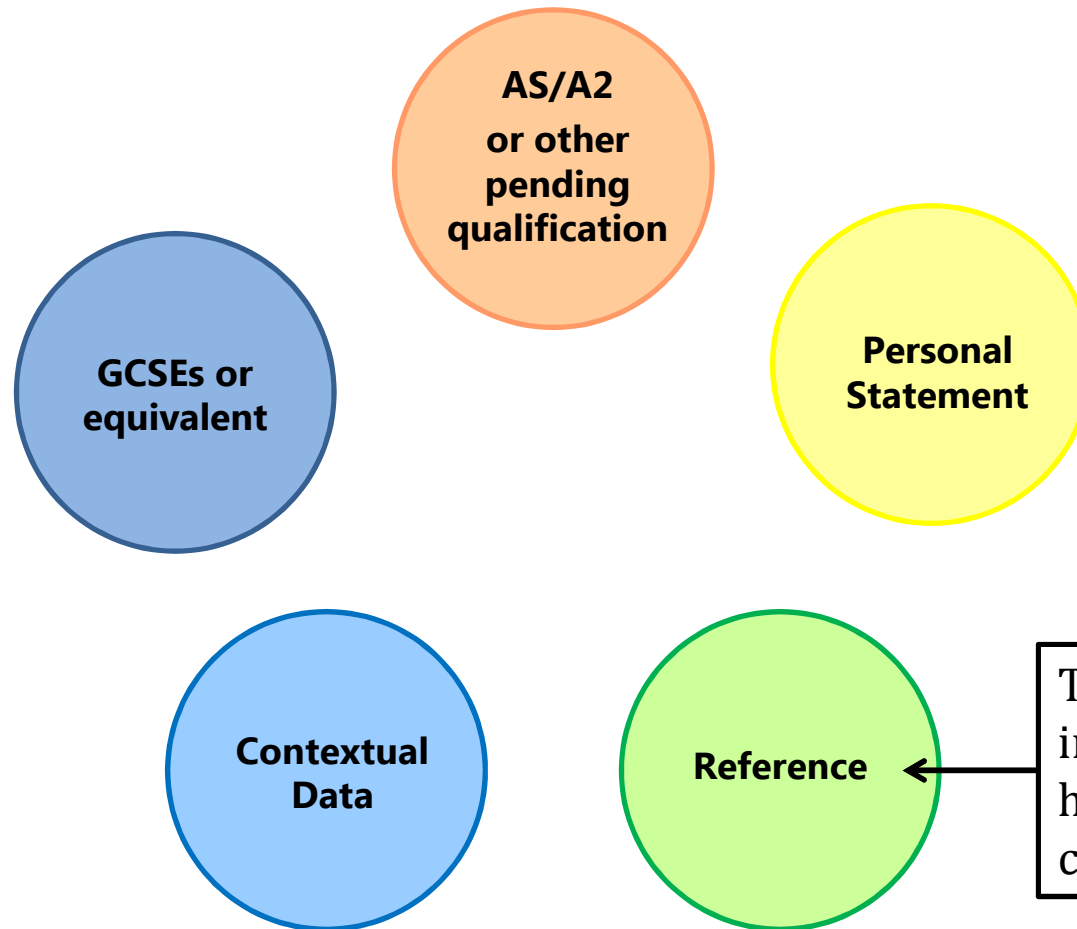 AS/A2
or other
pending
qualification
GCSEs or
equivalent
Personal
Statement
Contextual
Data
Reference